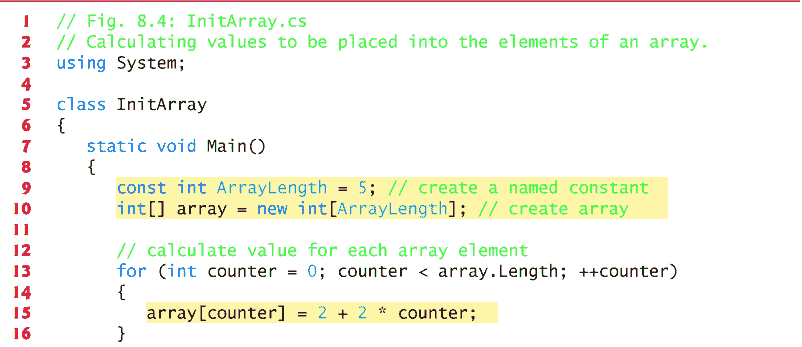 1 // Fig. 8.4: InitArray.cs
2 // Calculating values to be placed into the elements of an array.
3 using System;
4
5 class InitArray
6 {
7 static void Main()
8 {
9 const int ArrayLength = 5; // create a named constant
10 int[] array = new int[ArrayLength]; // create array
11
12 // calculate value for each array element
13 for (int counter = 0; counter < array.Length; ++counter)
14 {
15 array[counter] = 2 + 2 * counter;
16 }